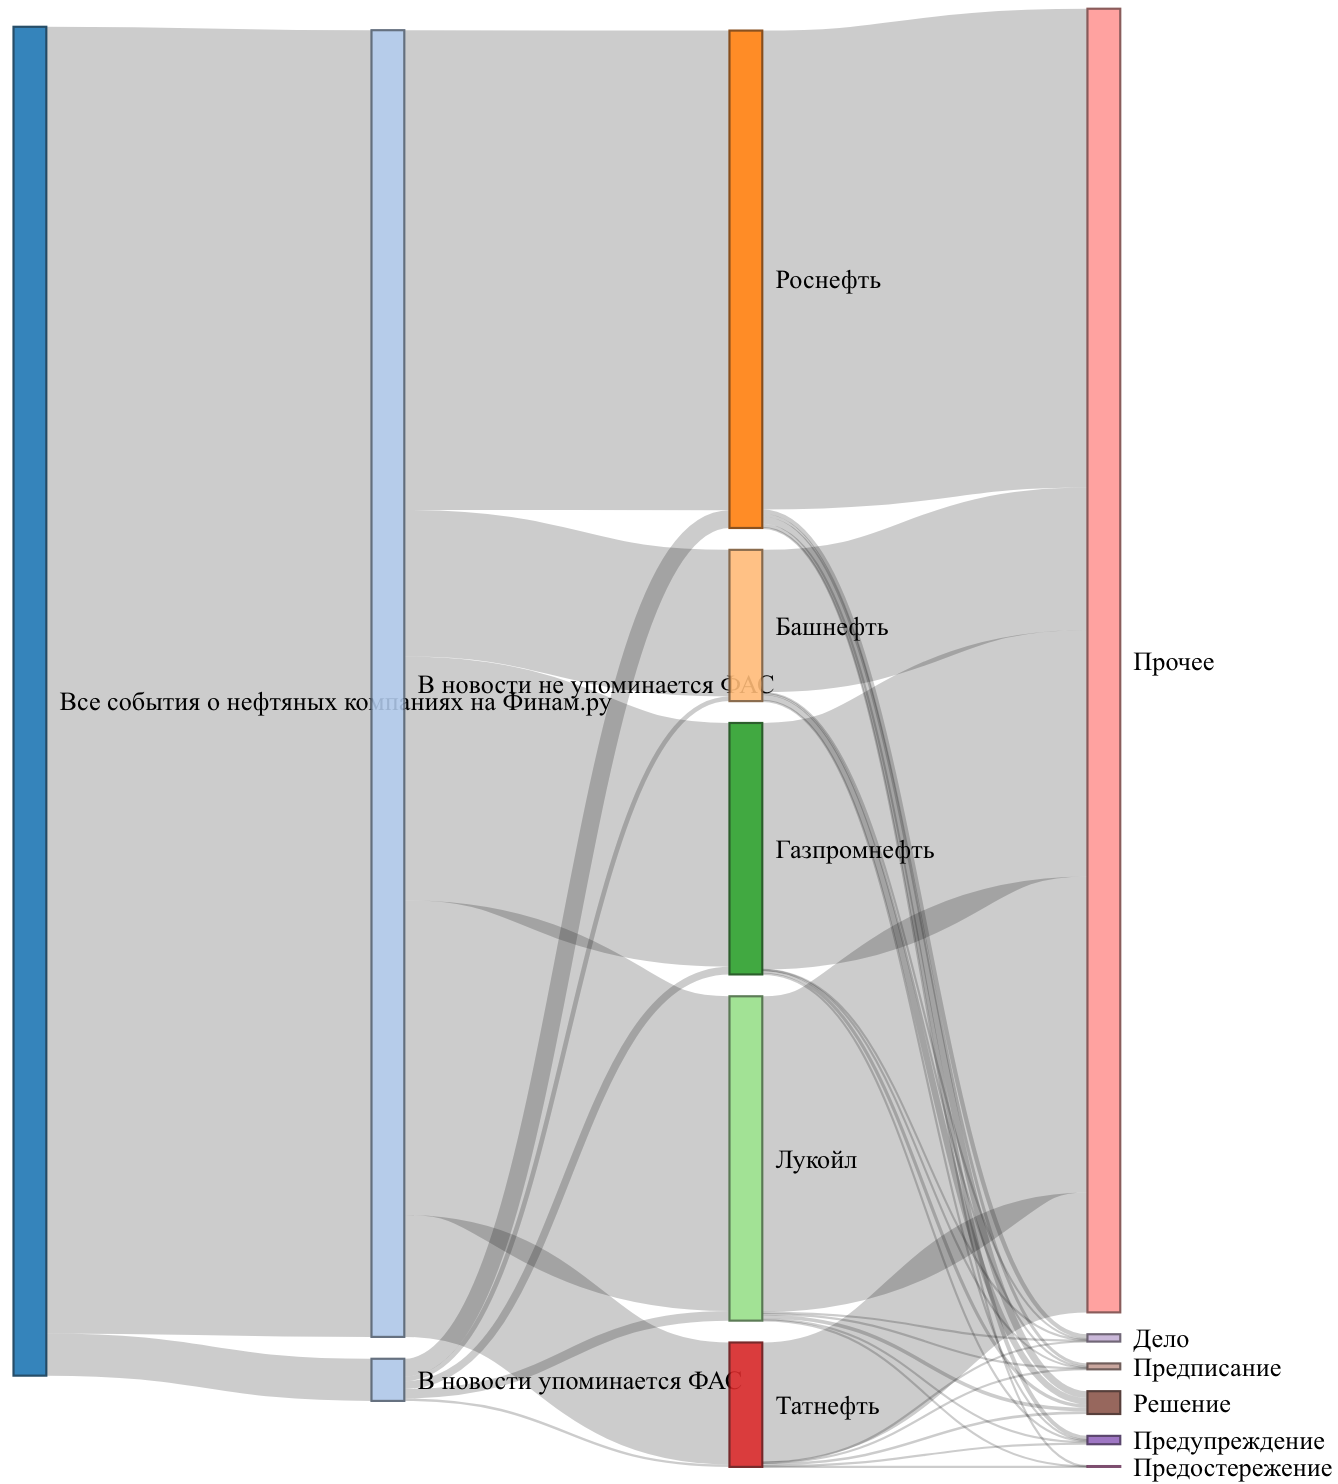 Все события о нефтяных компаниях на Финам.ру
В новости не упоминается ФАС
В новости упоминается ФАС
Роснефть
Башнефть
Газпромнефть
Лукойл
Татнефть
Прочее
Дело
Предписание
Решение
Предупреждение
Предостережение